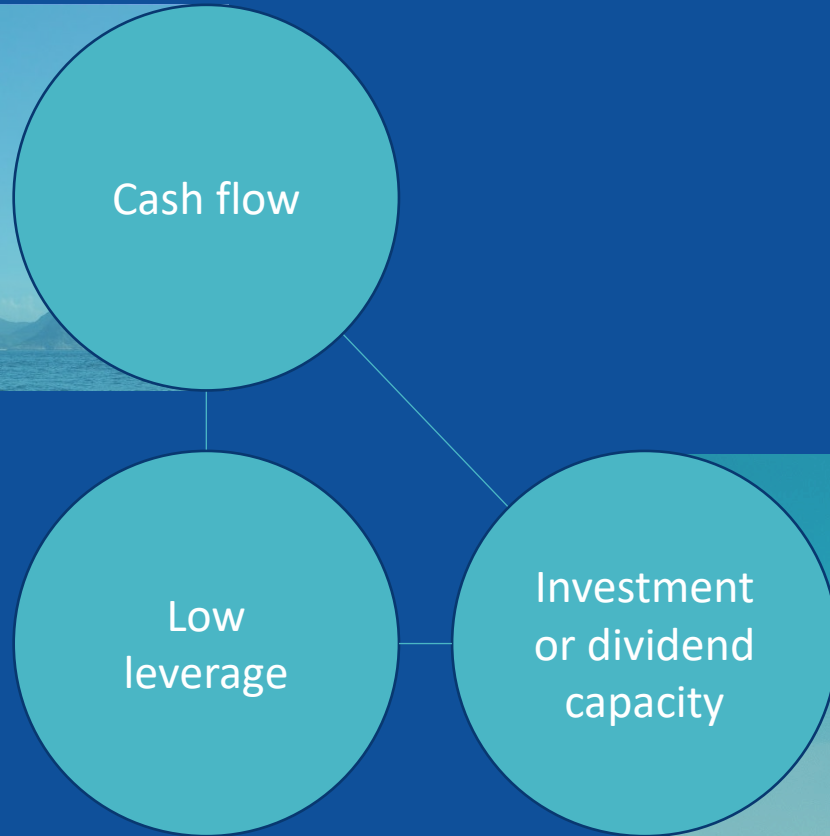 Cash flow
Low
leverage
Investment
or dividend
capacity